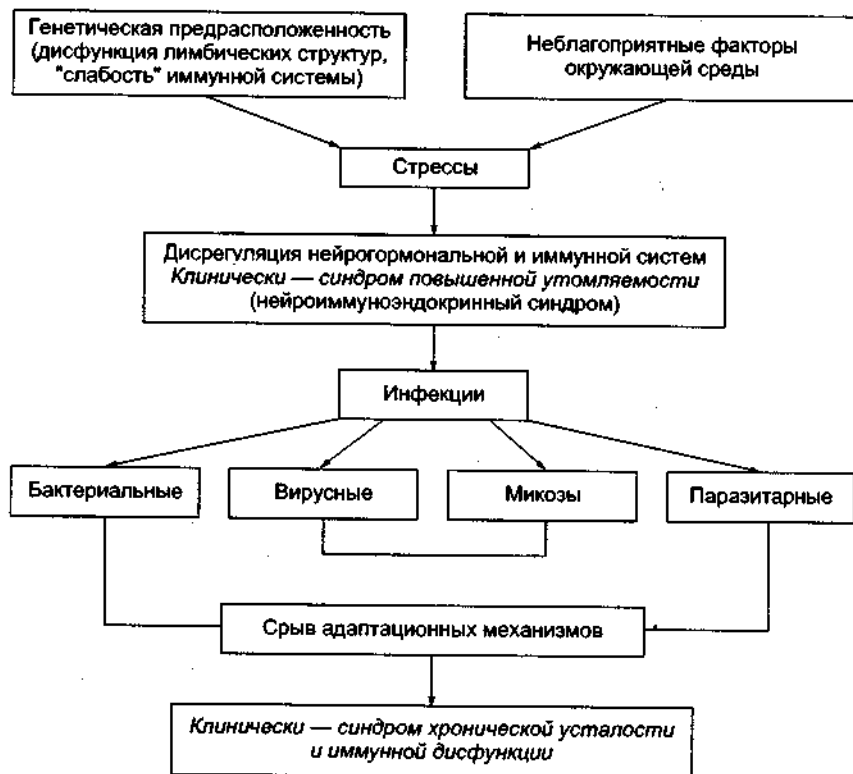 Генетическая предрасположенность
(дисфункция лимбических структур,
"слабость" иммунной системы)
Неблагоприятные факторы
окружающей среды
Стрессы
Дисрегуляция нейрогормональной и иммунной систем
Клинически — синдром повышенной утомляемости
(нейроиммуноэндокринный синдром)
Инфекции
Бактериальные
Вирусные
Микозы
Паразитарные
Срыв адаптационных механизмов
Клинически — синдром хронической усталости
и иммунной дисфункции